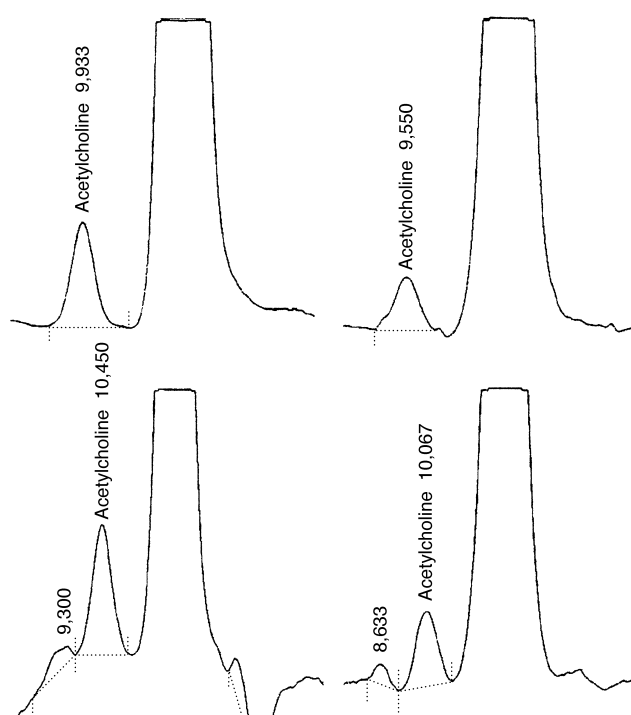 Acetylcholine 9,933
Acetylcholine 9,550
9,300
Acetylcholine 10,450
8,633
Acetylcholine 10,067